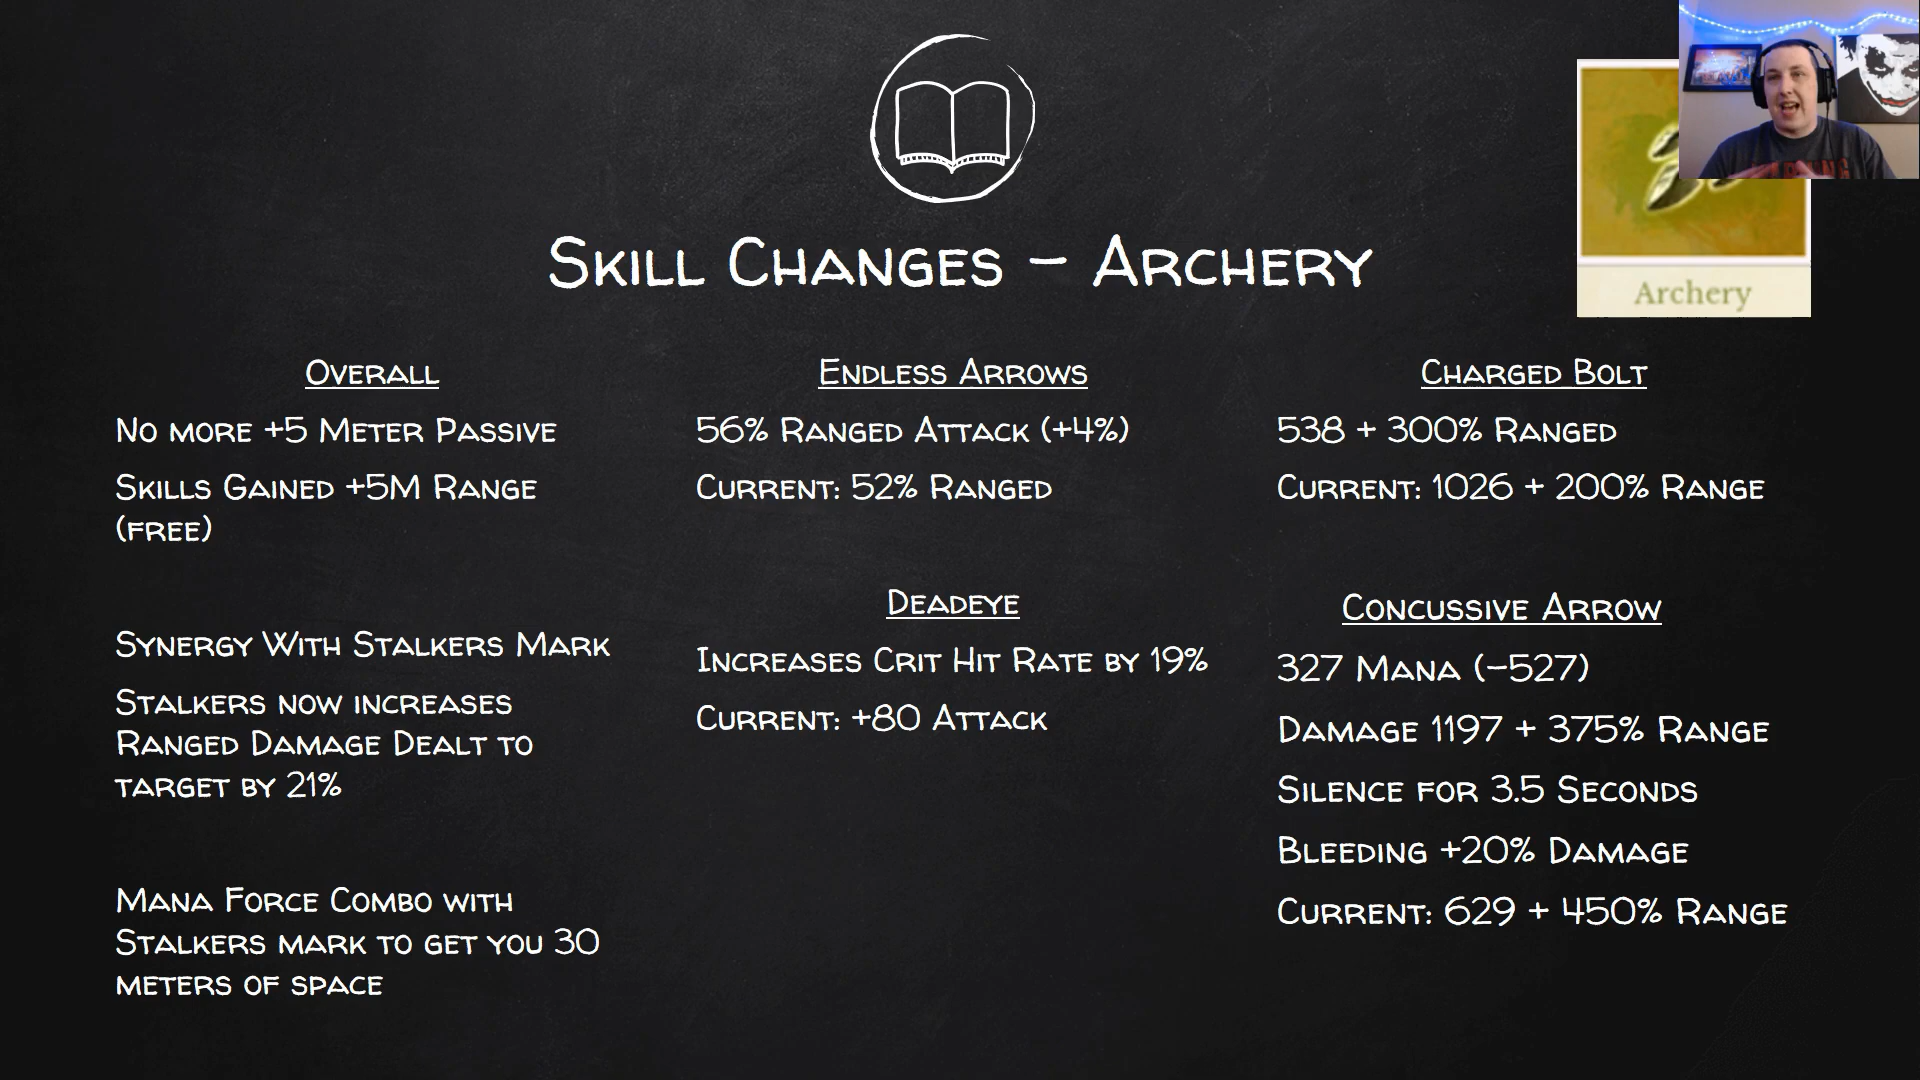 Skill Changes – Archery
Archery
Overall
No more +5 Meter Passive
Skills Gained +5m Range
(free)
Synergy With Stalkers Mark
Stalkers now increases
Ranged Damage Dealt to
target by 21%
Mana Force Combo with
Stalkers mark to get you 30
meters of space
Endless Arrows
56% Ranged Attack (+4%)
Current: 52% Ranged
Deadeye
Increases Crit Hit Rate by 19%
Current: +80 Attack
Charged Bolt
538 + 300% Ranged
Current: 1026 + 200% Range
Concussive Arrow
327 Mana (-527)
Damage 1197 + 375% Range
Silence for 3.5 Seconds
Bleeding +20% Damage
Current: 629 + 450% Range